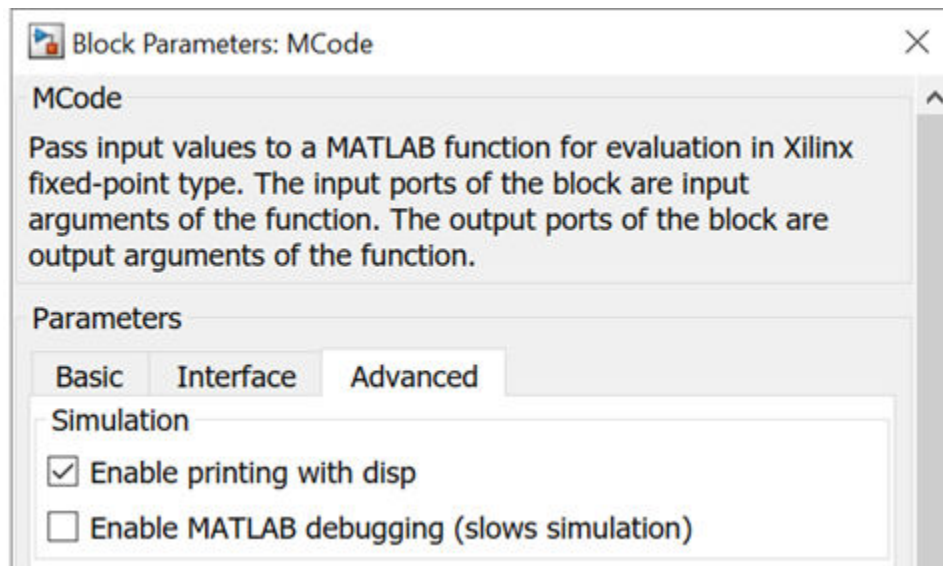 Block Parameters: MCode
MCode
Pass input values to a MATLAB function for evaluation in Xilinx
fixed-point type. The input ports of the block are input
arguments of the function. The output ports of the block are
output arguments of the function.
Parameters
Basic Interface Advanced
Simulation
Enable printing with disp
Enable MATLAB debugging (slows simulation)